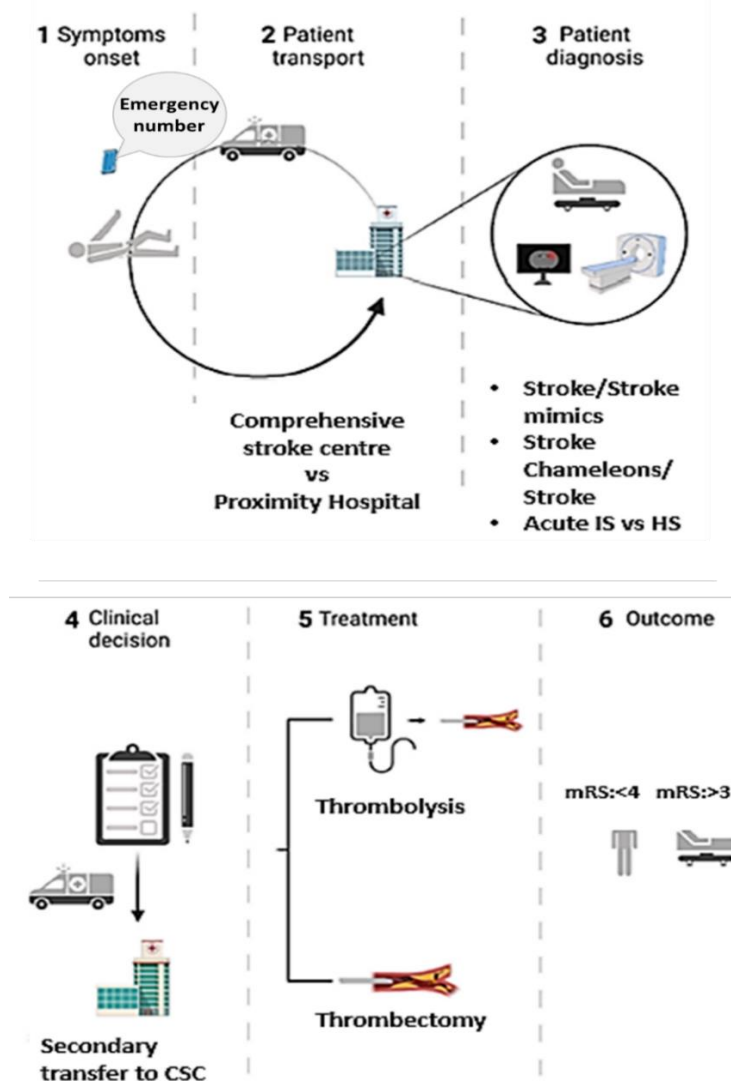 1 Symptoms
onset
2 Patient
transport
3 Patient
diagnosis
Emergency
number
Comprehensive
stroke centre
vs
Proximity Hospital
• Stroke/Stroke
mimics
• Stroke
Chameleons/
Stroke
• Acute IS vs HS
4 Clinical
decision
5 Treatment
6 Outcome
Thrombolysis
mRS:<4 mRS:>3
Thrombectomy
Secondary
transfer to CSC